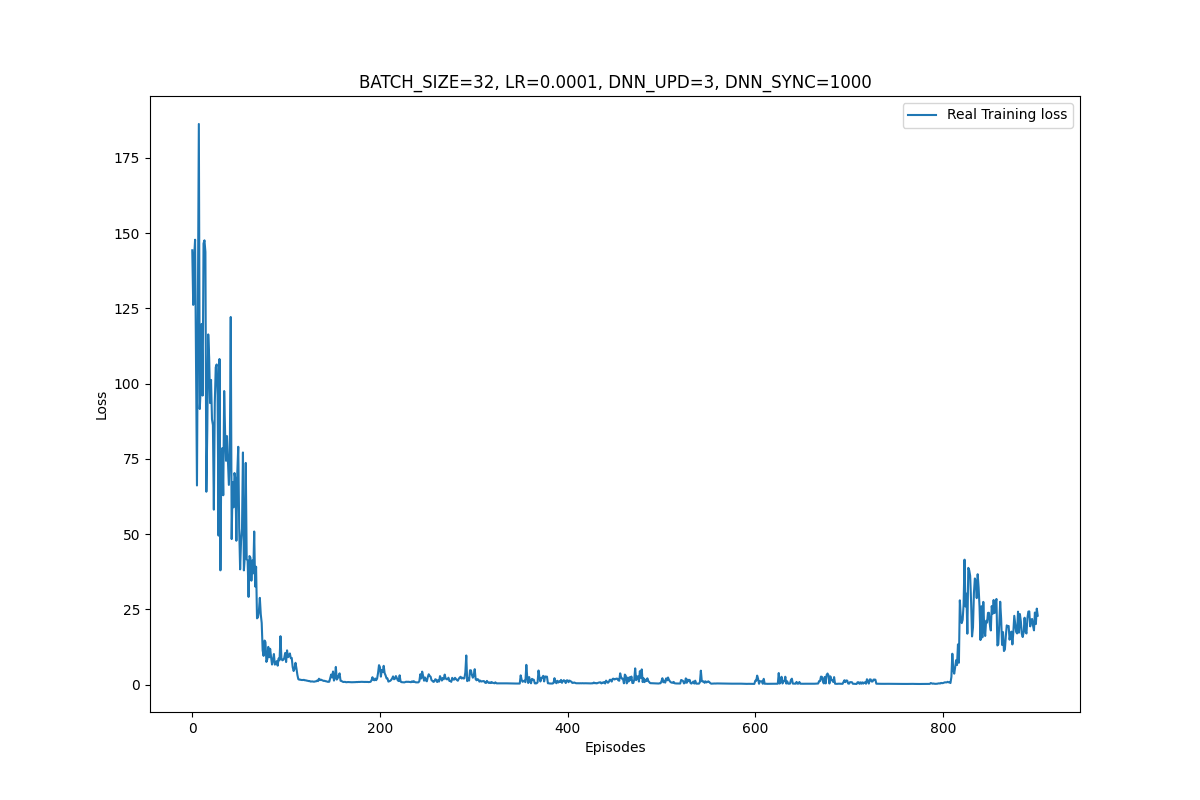 BATCH_SIZE=32, LR=0.0001, DNN_UPD=3, DNN_SYNC=1000
Real Training loss
175
150
125
100
75
50
25
0
Loss
0 200 400 600 800
Episodes